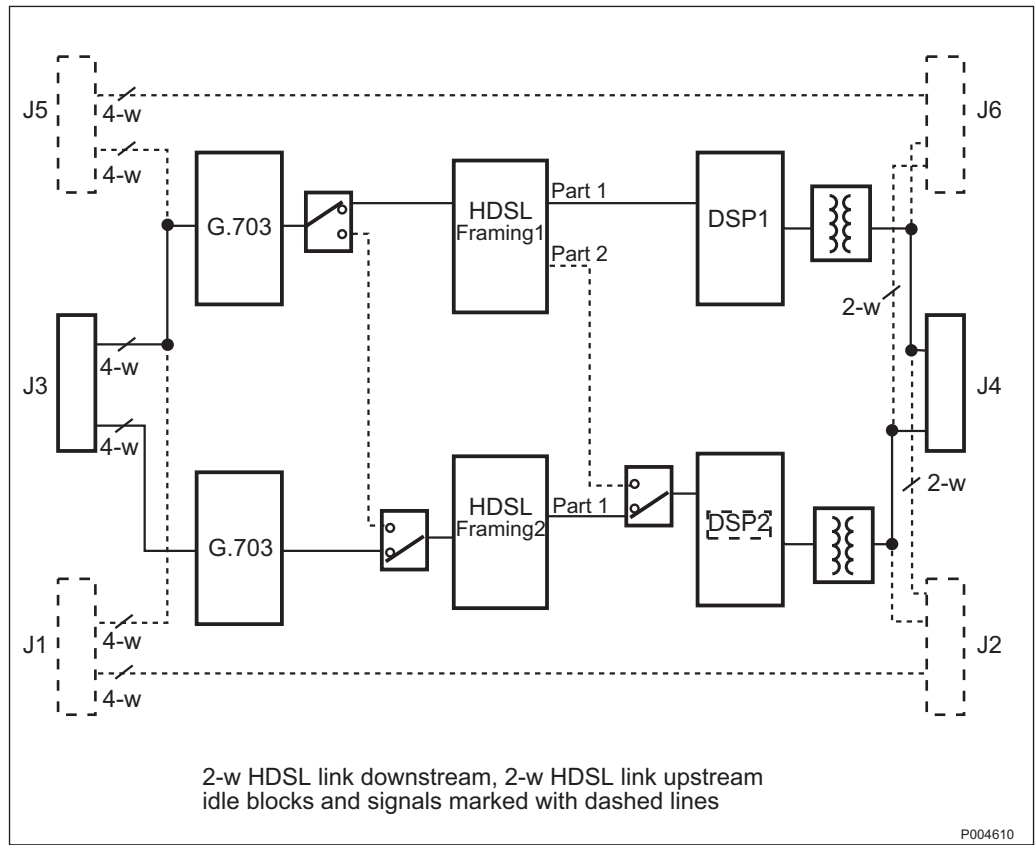 J5
4-w
4-w
J6
G.703
HDSL
Framing1
Part 1
Part 2
DSP1
2-w
J3
4-w
4-w
J4
2-w
G.703
HDSL
Framing2
Part 1
DSP2
J1
4-w
4-w
J2
2-w HDSL link downstream, 2-w HDSL link upstream
idle blocks and signals marked with dashed lines
P004610